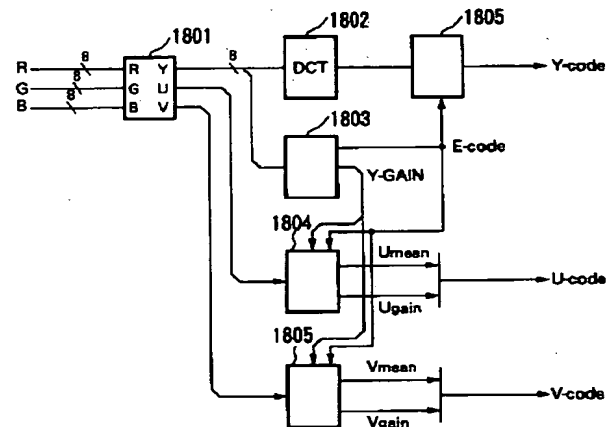 1801
1802
1805
8
8
R
R
Y
DCT
Y-code
8
G
G
U
8
B
B
V
1803
E-code
Y-GAIN
1804
Umean
U-code
Ugain
1805
Vmean
V-code
Vgain